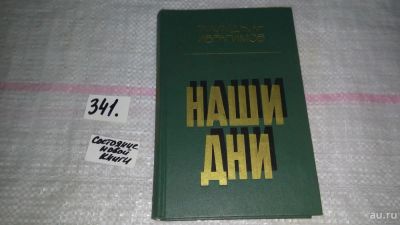 341.
Состояние
новой
книги
НАШИ
ДНИ
au.ru